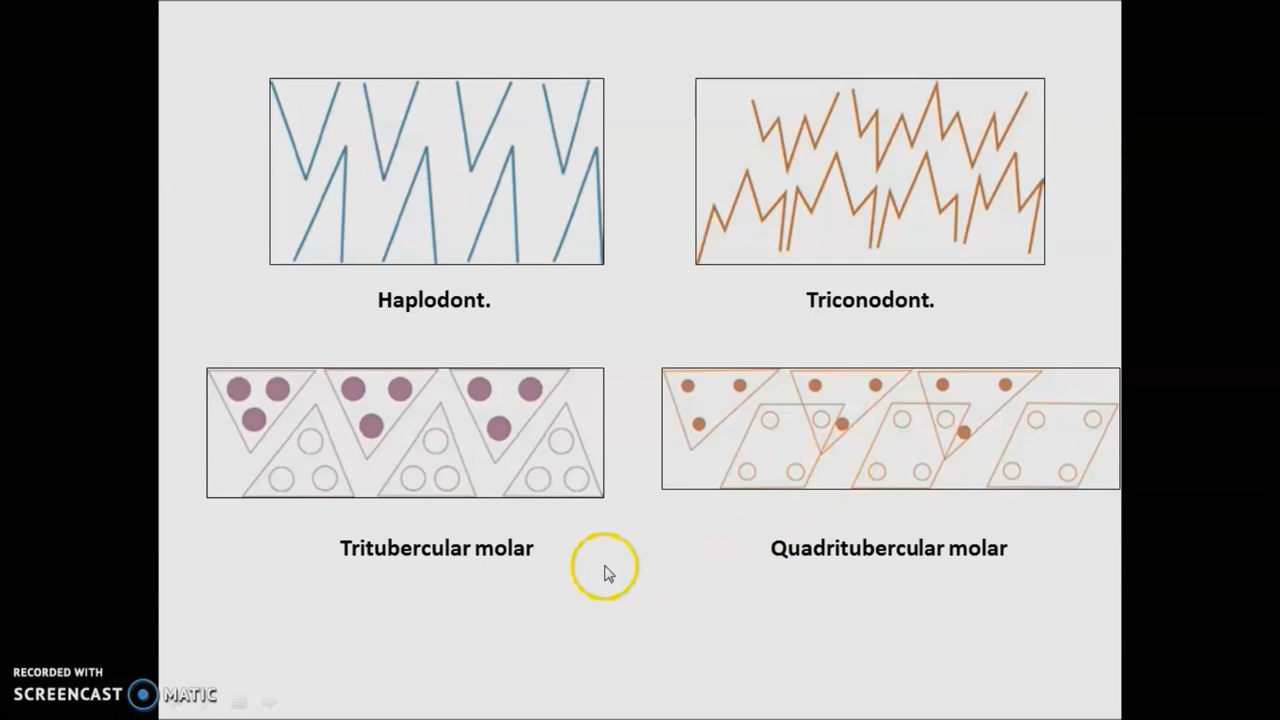 Haplodont.
Triconodont.
Tritubercular molar
Quadritubercular molar
RECORDED WITH
SCREENCAST MATIC